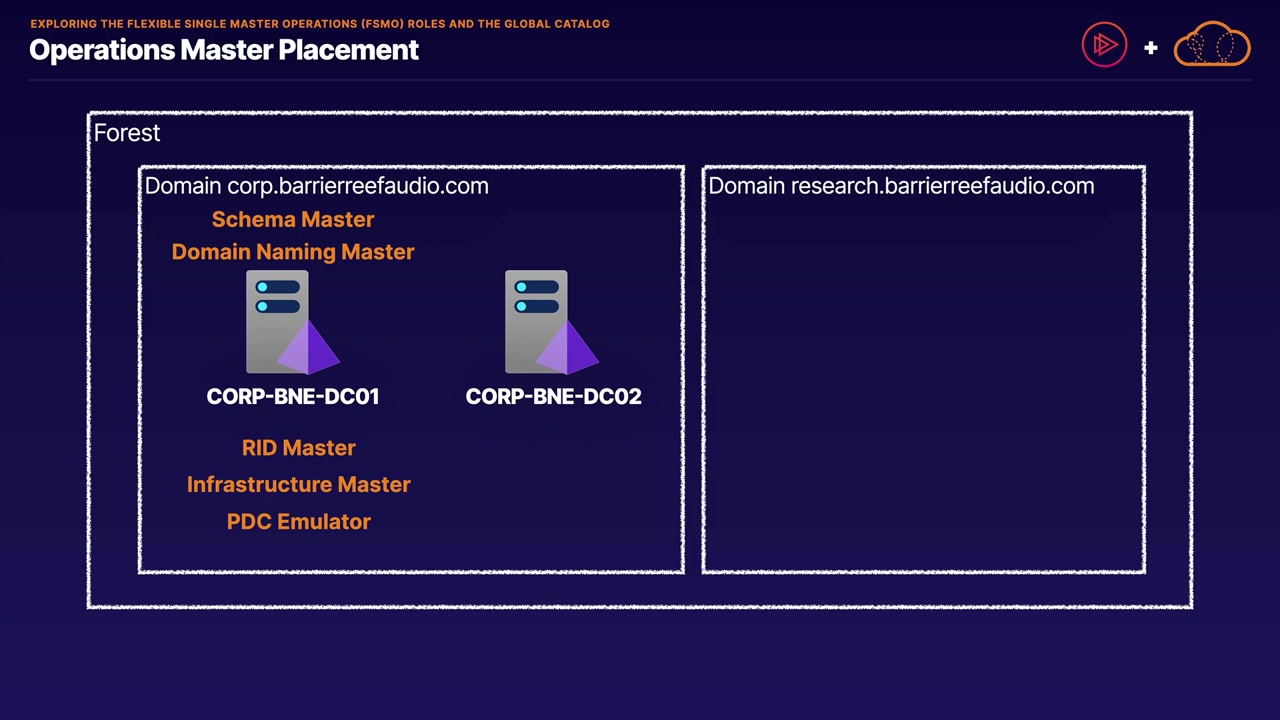 EXPLORING THE FLEXIBLE SINGLE MASTER OPERATIONS (FSMO) ROLES AND THE GLOBAL CATALOG
Operations Master Placement
+
Forest
Domain corp.barrierreefaudio.com
Schema Master
Domain Naming Master
CORP-BNE-DC01
CORP-BNE-DC02
RID Master
Infrastructure Master
PDC Emulator
Domain research.barrierreefaudio.com